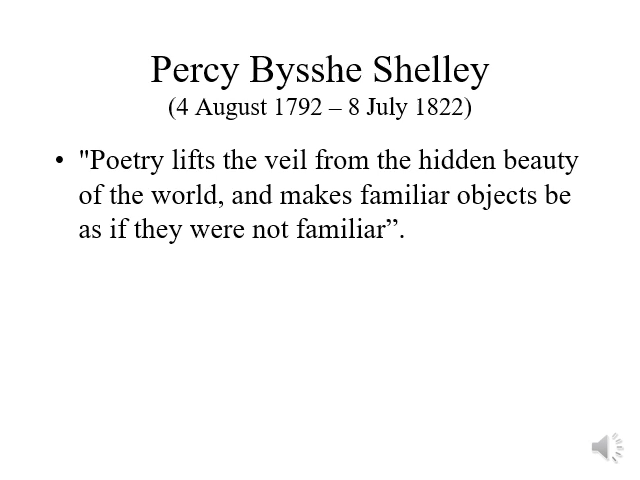 Percy Bysshe Shelley
(4 August 1792 – 8 July 1822)
• "Poetry lifts the veil from the hidden beauty
of the world, and makes familiar objects be
as if they were not familiar”.